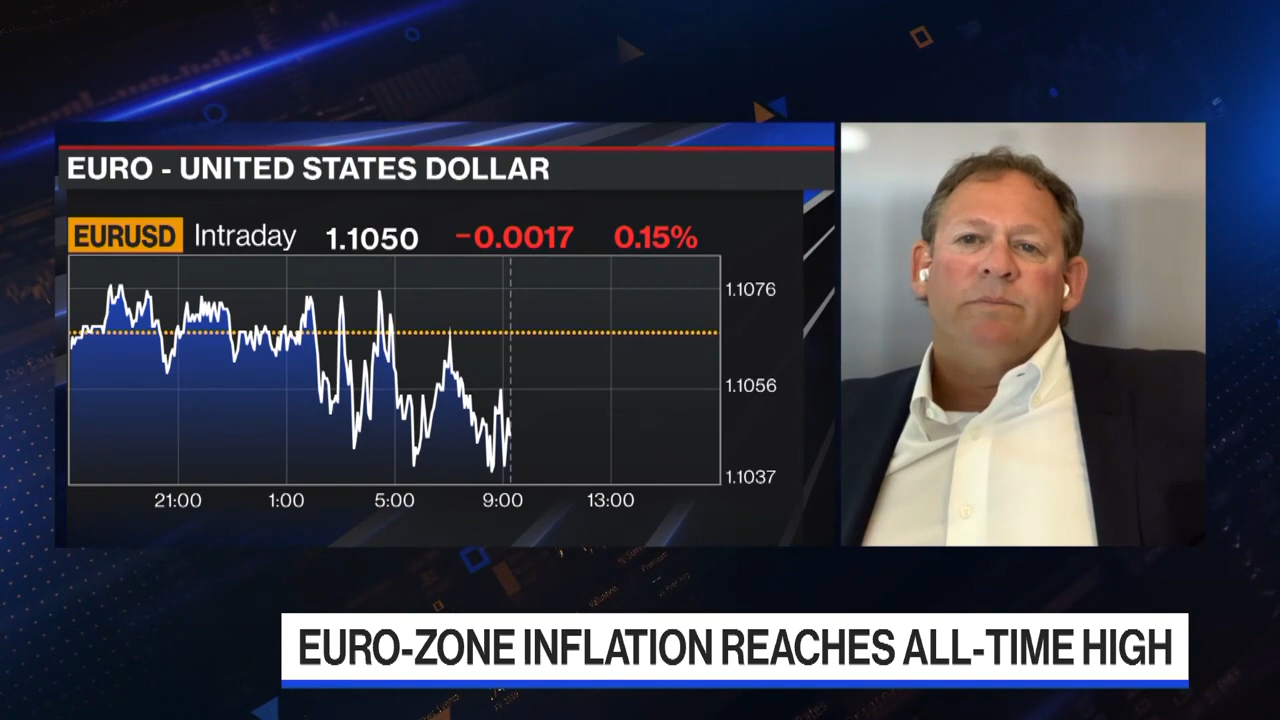 EURO - UNITED STATES DOLLAR
EURUSD Intraday 1.1050 -0.0017 0.15%
1.1076
1.1056
1.1037
21:00 1:00 5:00 9:00 13:00
EURO-ZONE INFLATION REACHES ALL-TIME HIGH